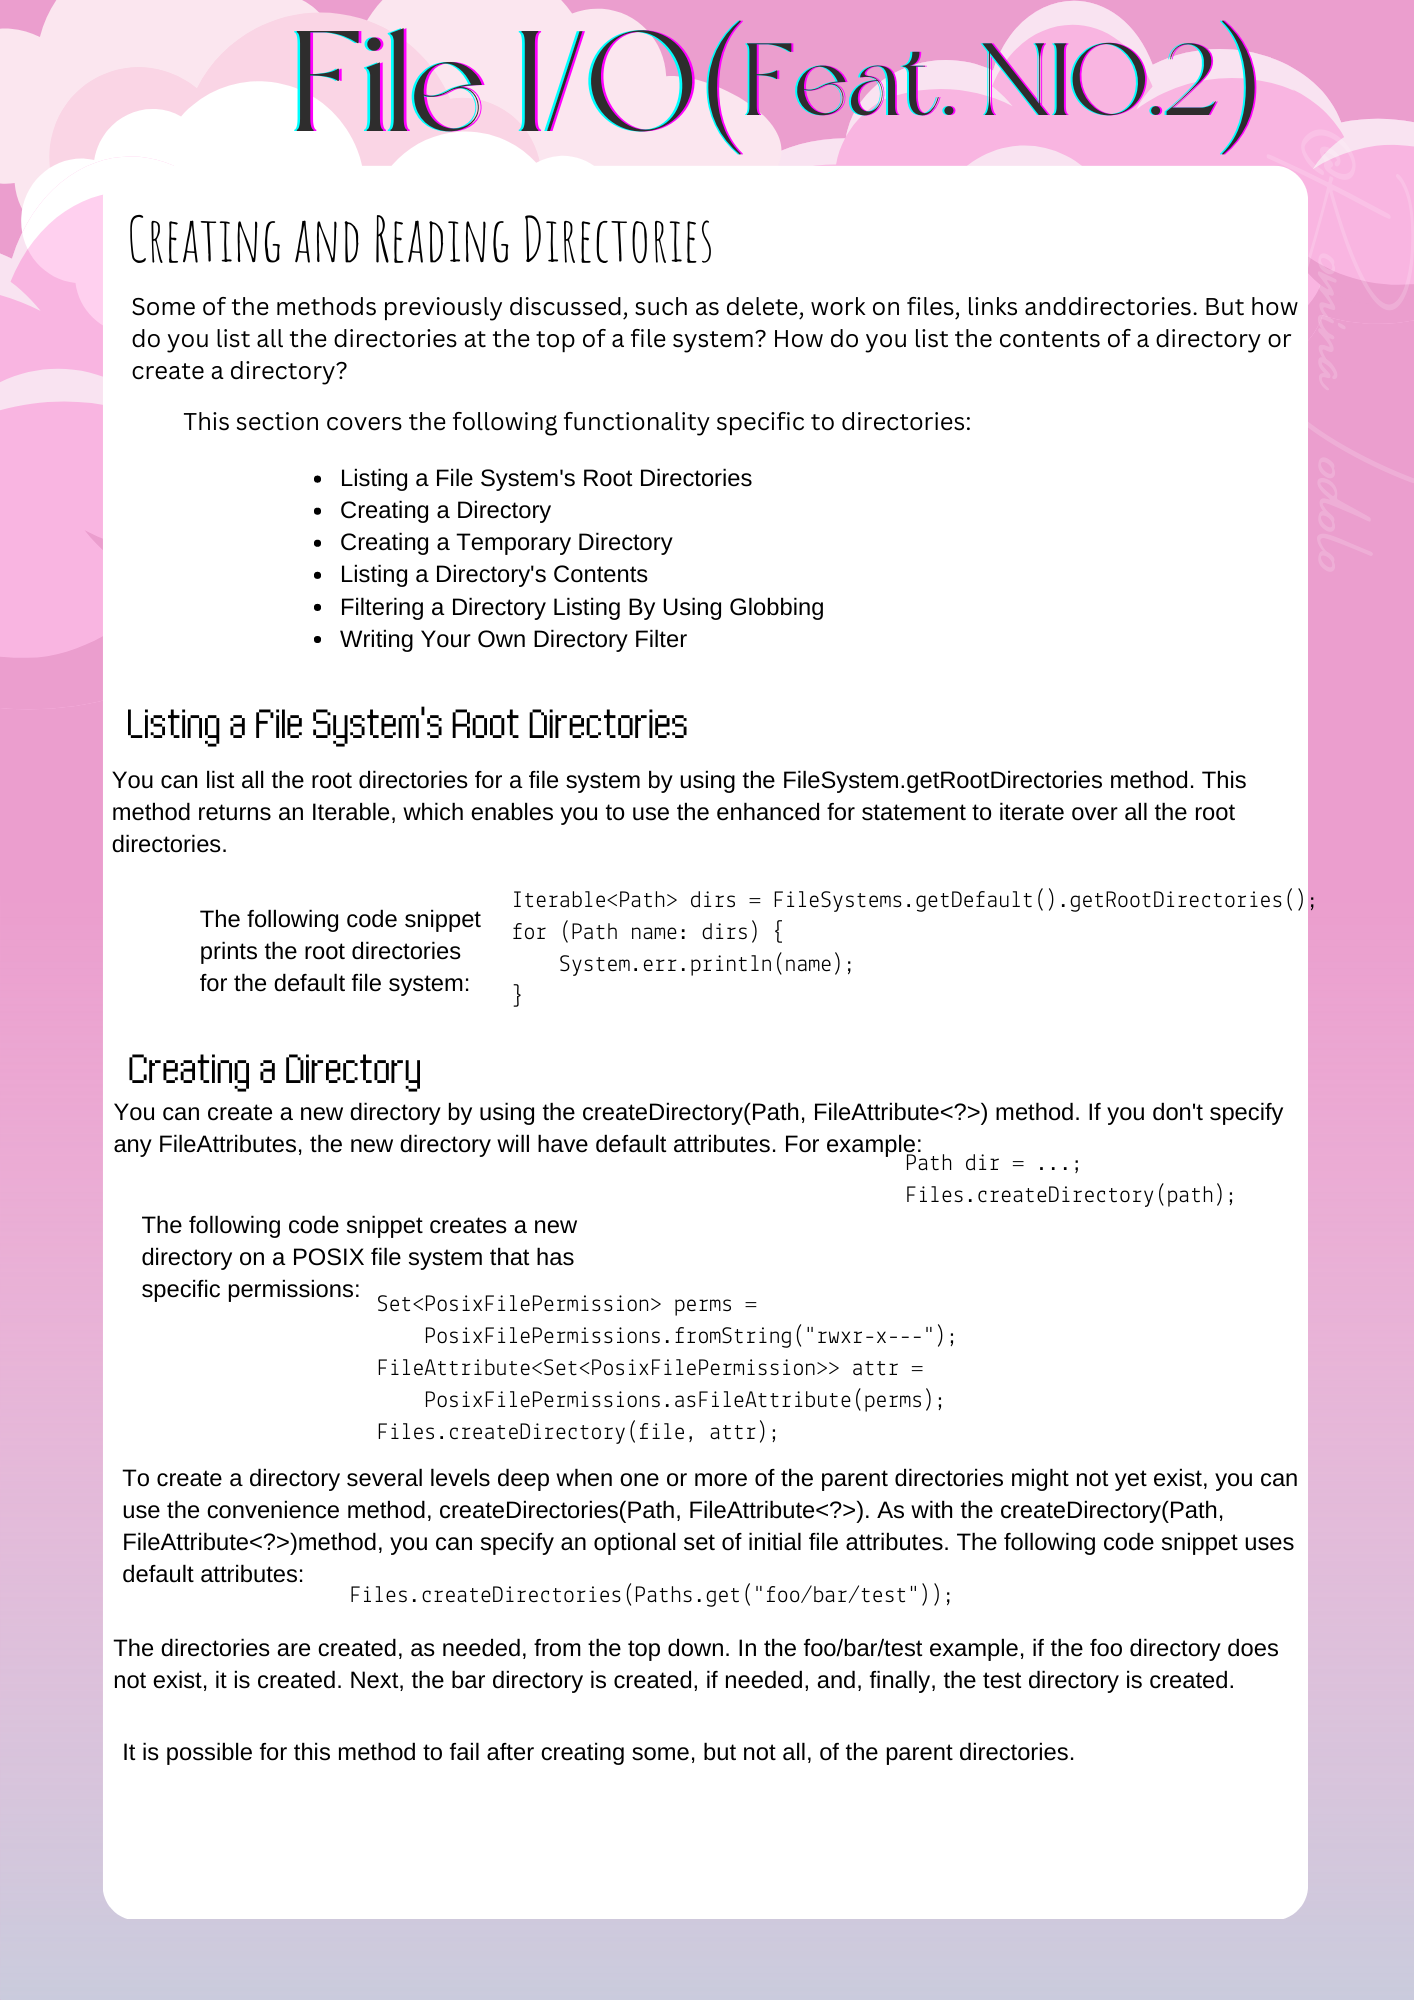 File I/O(Feat. NIO.2)
Creating and Reading Directories
Some of the methods previously discussed, such as delete, work on files, links anddirectories. But how
do you list all the directories at the top of a file system? How do you list the contents of a directory or
create a directory?
This section covers the following functionality specific to directories:
• Listing a File System's Root Directories
• Creating a Directory
• Creating a Temporary Directory
• Listing a Directory's Contents
• Filtering a Directory Listing By Using Globbing
• Writing Your Own Directory Filter
Listing a File System's Root Directories
You can list all the root directories for a file system by using the FileSystem.getRootDirectories method. This
method returns an Iterable, which enables you to use the enhanced for statement to iterate over all the root
directories.
The following code snippet
prints the root directories
for the default file system:
Iterable<Path> dirs = FileSystems.getDefault().getRootDirectories();
for (Path name: dirs) {
    System.err.println(name);
}
Creating a Directory
You can create a new directory by using the createDirectory(Path, FileAttribute<?>) method. If you don't specify
any FileAttributes, the new directory will have default attributes. For example:
Path dir = ...;
Files.createDirectory(path);
The following code snippet creates a new
directory on a POSIX file system that has
specific permissions:
Set<PosixFilePermission> perms =
    PosixFilePermissions.fromString("rwxr-x---");
FileAttribute<Set<PosixFilePermission>> attr =
    PosixFilePermissions.asFileAttribute(perms);
Files.createDirectory(file, attr);
To create a directory several levels deep when one or more of the parent directories might not yet exist, you can
use the convenience method, createDirectories(Path, FileAttribute<?>). As with the createDirectory(Path,
FileAttribute<?>)method, you can specify an optional set of initial file attributes. The following code snippet uses
default attributes:
Files.createDirectories(Paths.get("foo/bar/test"));
The directories are created, as needed, from the top down. In the foo/bar/test example, if the foo directory does
not exist, it is created. Next, the bar directory is created, if needed, and, finally, the test directory is created.
It is possible for this method to fail after creating some, but not all, of the parent directories.